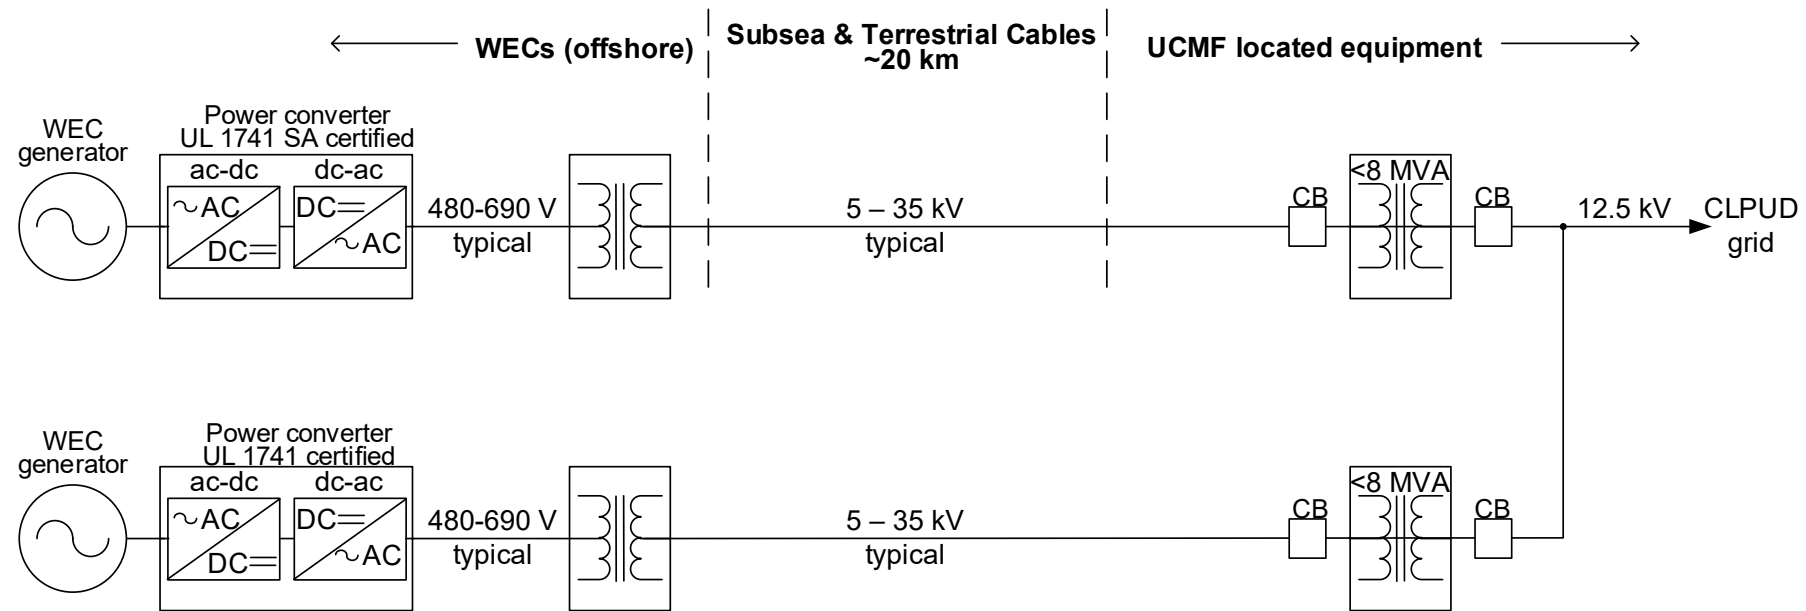 WECs (offshore)
Subsea & Terrestrial Cables
~20 km
UCMF located equipment
WEC
generator
Power converter
UL 1741 SA certified
ac-dc
dc-ac
AC
DC
DC
AC
480-690 V
typical
5 – 35 kV
typical
CB
<8 MVA
CB
12.5 kV
CLPUD
grid
WEC
generator
Power converter
UL 1741 certified
ac-dc
dc-ac
AC
DC
DC
AC
480-690 V
typical
5 – 35 kV
typical
CB
<8 MVA
CB